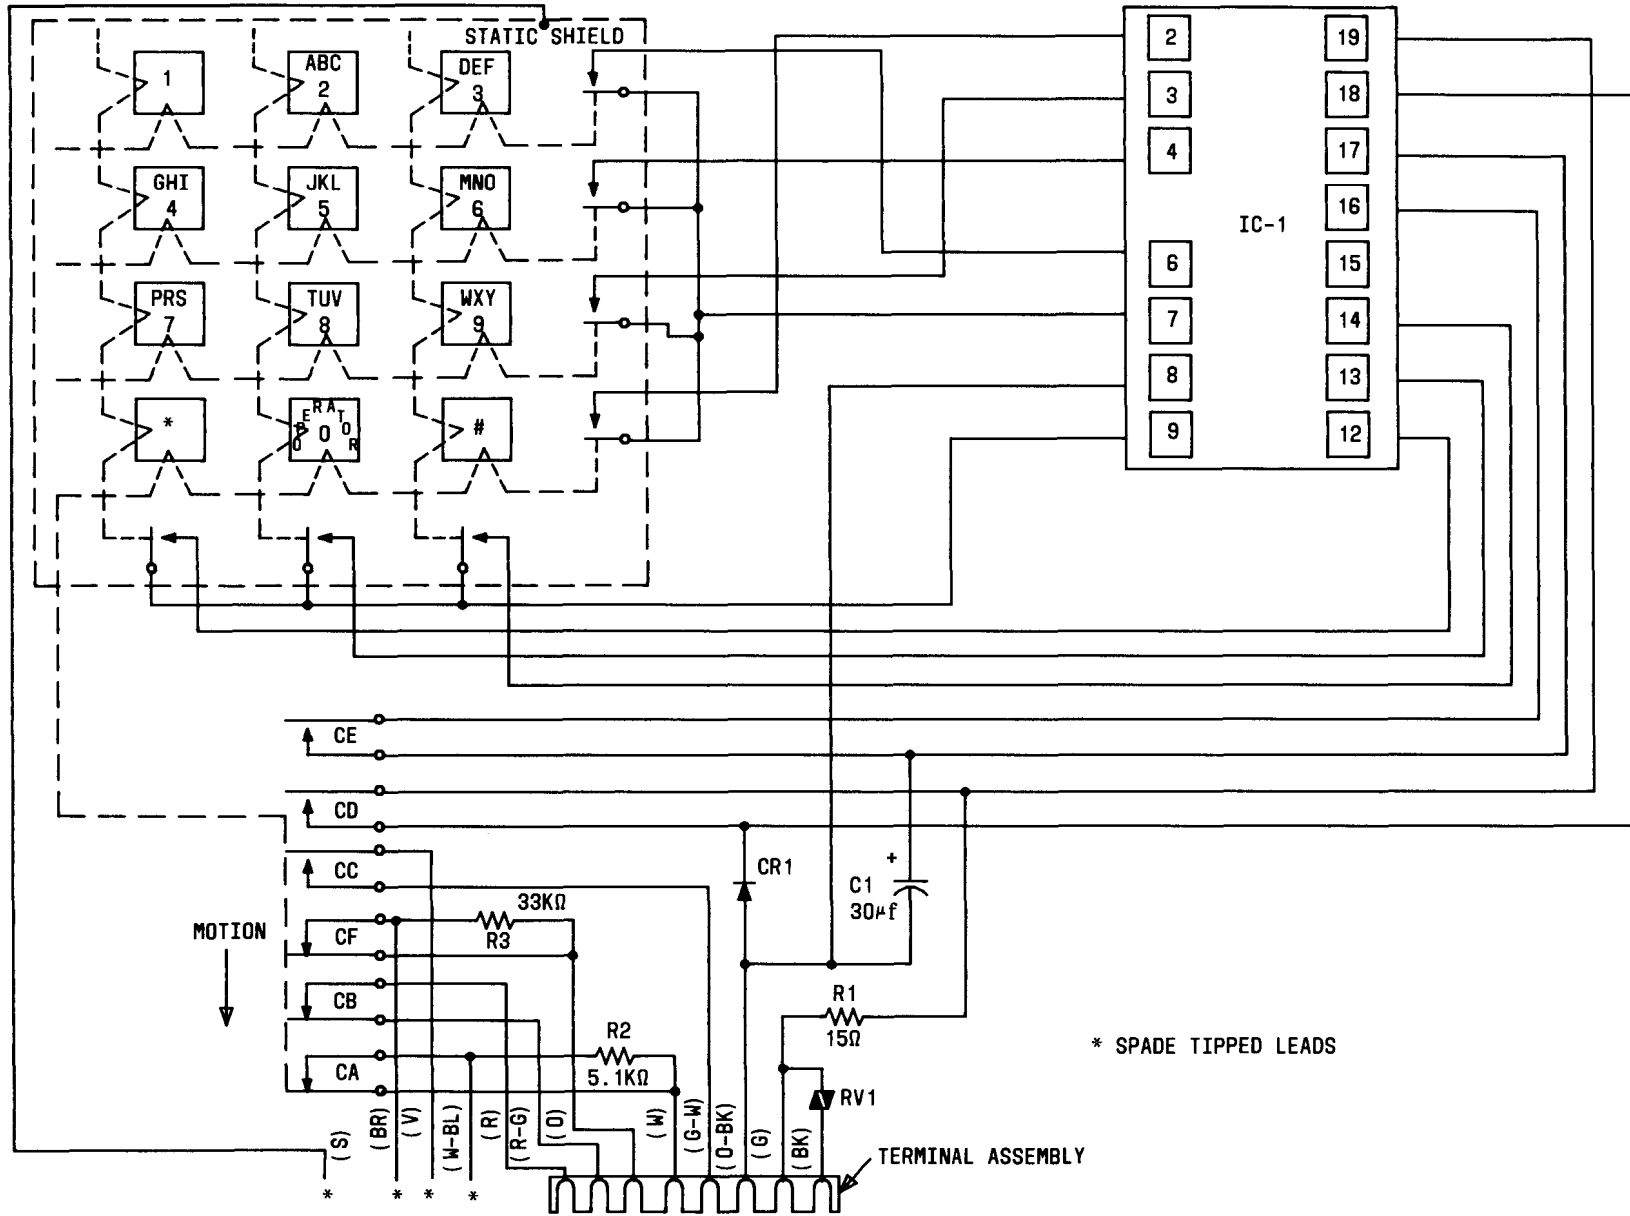 STATIC SHIELD
1
ABC
2
DEF
3
GHI
4
JKL
5
MNO
6
PRS
7
TUV
8
WXY
9
*
OPERATOR
0
#
2
3
4
6
7
8
9
IC-1
19
18
17
16
15
14
13
12
CE
CD
CC
CF
CB
CA
MOTION
33KΩ
R3
R2
5.1KΩ
CR1
+
C1
30µf
R1
15Ω
RV1
* SPADE TIPPED LEADS
(S)
(BR)
(V)
(W-BL)
(R)
(R-G)
(O)
(W)
(G-W)
(O-BK)
(G)
(BK)
* * * *
TERMINAL ASSEMBLY